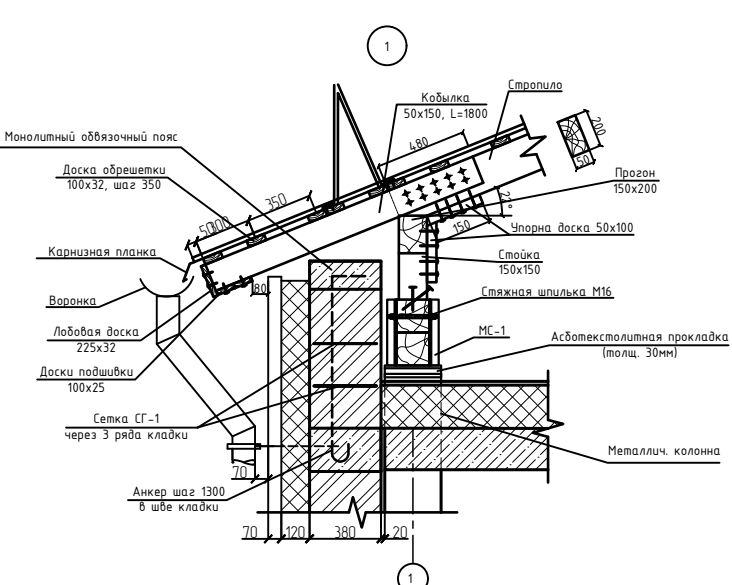 1
Кобылка
50х150, L=1800
Стропило
Монолитный обвязочный пояс
480
200
50
Доска обрешетки
100х32, шаг 350
350
Прогон
150х200
22°
50
100
150
Упорна доска 50х100
Карнизная планка
Стойка
150х150
80
Стяжная шпилька М16
Воронка
МС-1
Лобовая доска
225х32
Асботекстолитная прокладка
(толщ. 30мм)
Доски подшивки
100х25
Сетка СГ-1
через 3 ряда кладки
Металлич. колонна
70
Анкер шаг 1300
в шве кладки
70
120
380
20
1